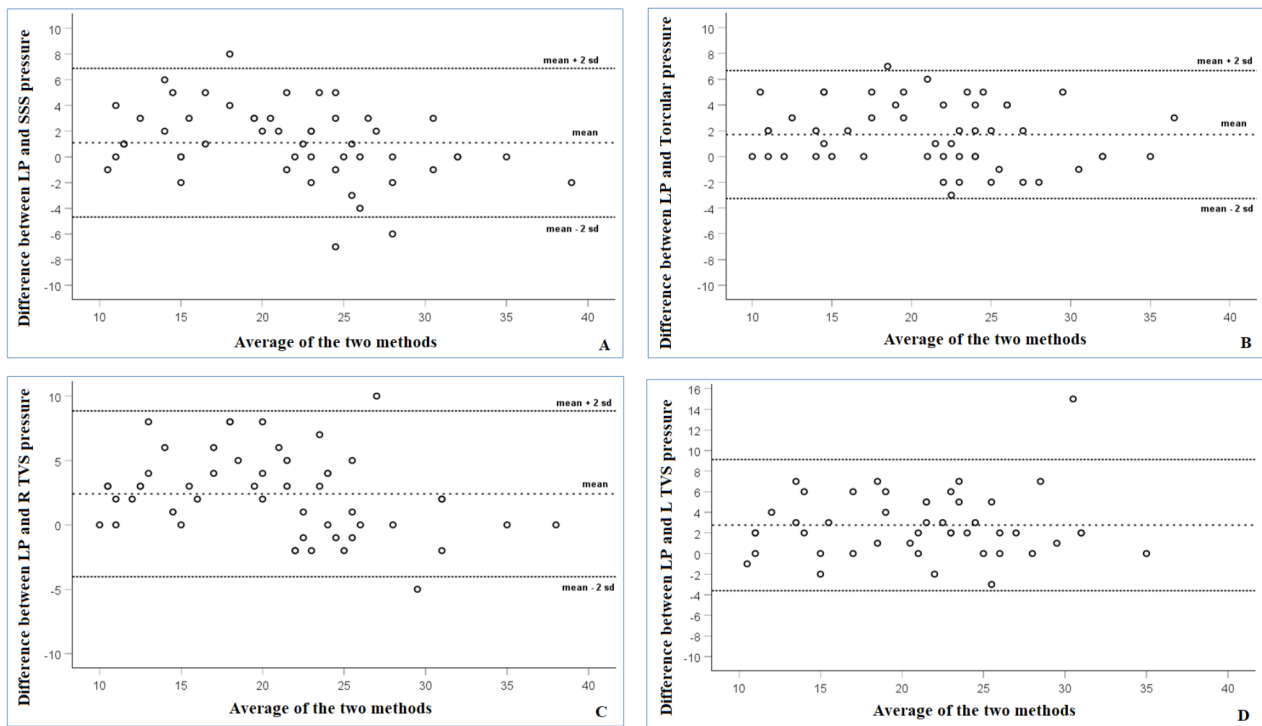 Difference between LP and SSS pressure
10
8
6
4
2
0
-2
-4
-6
-8
-10
mean + 2 sd
mean
mean - 2 sd
10 15 20 25 30 35 40
Average of the two methods
A
Difference between LP and Torcular pressure
10
8
6
4
2
0
-2
-4
-6
-8
-10
mean + 2 sd
mean
mean - 2 sd
10 15 20 25 30 35 40
Average of the two methods
B
Difference between LP and R TVS pressure
10
5
0
-5
-10
mean + 2 sd
mean
mean - 2 sd
10 15 20 25 30 35 40
Average of the two methods
C
Difference between LP and L TVS pressure
16
14
12
10
8
6
4
2
0
-2
-4
-6
-8
-10
10 15 20 25 30 35 40
Average of the two methods
D